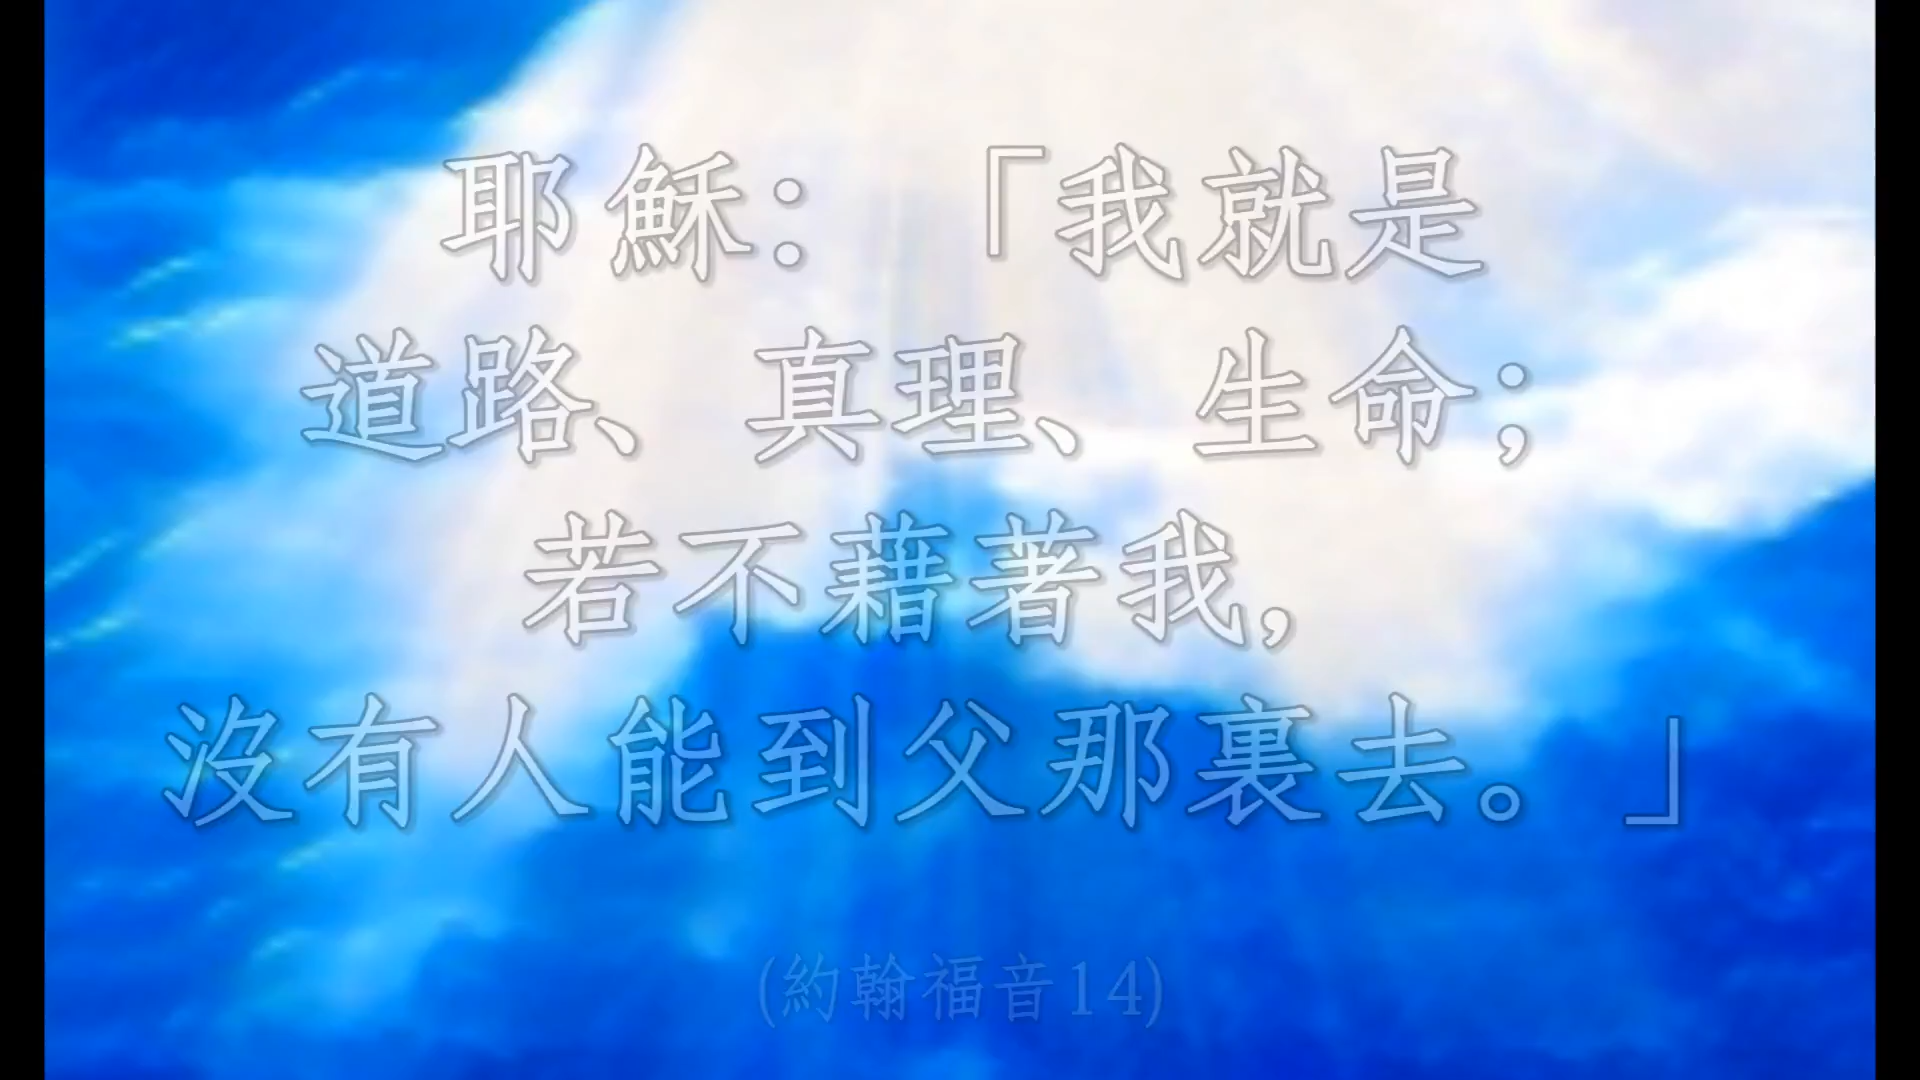 耶穌：「我就是
道路、真理、生命；
若不藉著我，
沒有人能到父那裏去。」
(約翰福音14)